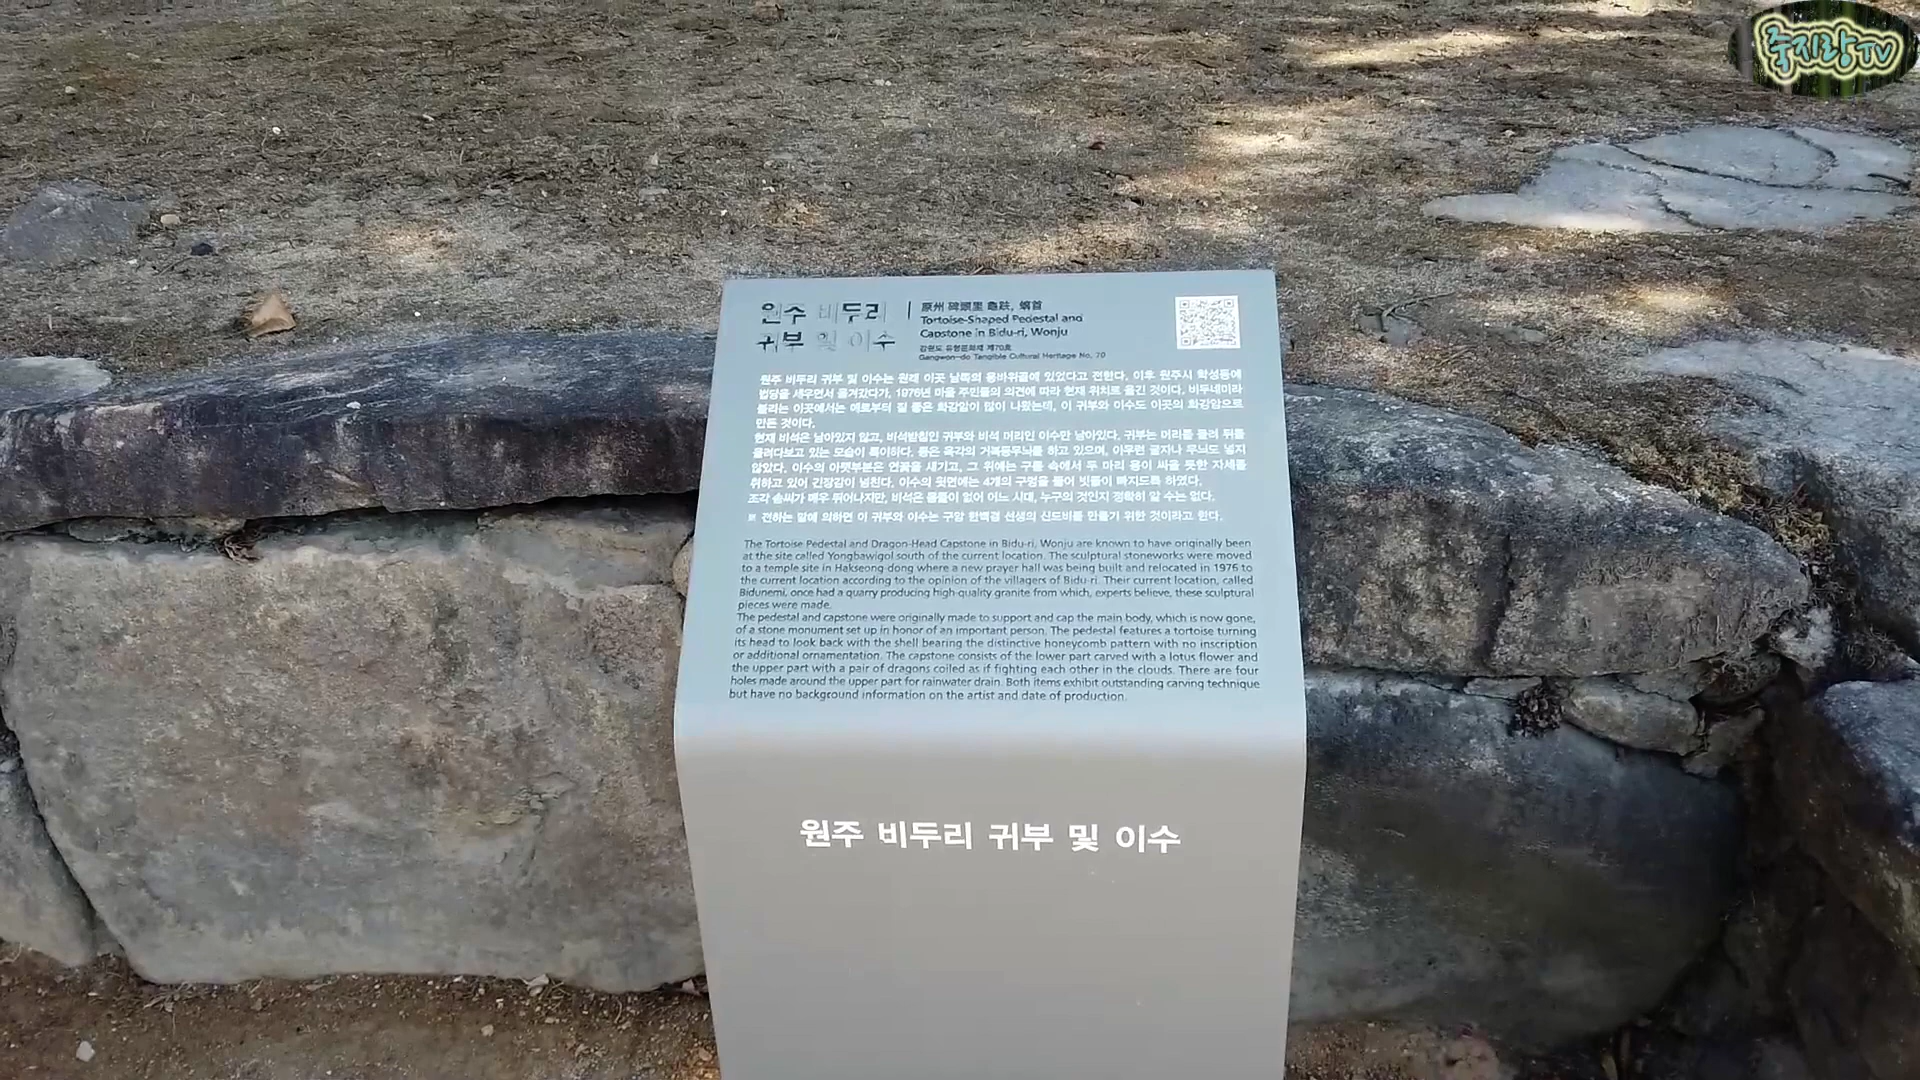 죽지랑TV
원주 비두리
귀부 및 이수
原州 碑頭里 龜趺, 螭首
Tortoise-Shaped Pedestal and
Capstone in Bidu-ri, Wonju
강원도 유형문화재 제70호
Gangwon-do Tangible Cultural Heritage No. 70
원주 비두리 귀부 및 이수는 원래 이곳 남쪽의 용바위골에 있었다고 전한다. 이후 원주시 학성동에
법당을 세우면서 옮겨갔다가, 1976년 마을 주민들의 의견에 따라 현재 위치로 옮긴 것이다. 비두네미라
불리는 이곳에서는 예로부터 질 좋은 화강암이 많이 나왔는데, 이 귀부와 이수도 이곳의 화강암으로
만든 것이다.
현재 비석은 남아있지 않고, 비석받침인 귀부와 비석 머리인 이수만 남아있다. 귀부는 머리를 돌려 뒤를
올려다보고 있는 모습이 특이하다. 등은 육각의 거북등무늬를 하고 있으며, 아무런 글자나 무늬도 넣지
않았다. 이수의 아랫부분은 연꽃을 새기고, 그 위에는 구름 속에서 두 마리 용이 싸울 듯한 자세를
취하고 있어 긴장감이 넘친다. 이수의 윗면에는 4개의 구멍을 뚫어 빗물이 빠지도록 하였다.
조각 솜씨가 매우 뛰어나지만, 비석은 몸돌이 없어 어느 시대, 누구의 것인지 정확히 알 수는 없다.
※ 전하는 말에 의하면 이 귀부와 이수는 구암 한백겸 선생의 신도비를 만들기 위한 것이라고 한다.
The Tortoise Pedestal and Dragon-Head Capstone in Bidu-ri, Wonju are known to have originally been
at the site called Yongbawigol south of the current location. The sculptural stoneworks were moved
to a temple site in Hakseong-dong where a new prayer hall was being built and relocated in 1975 to
the current location according to the opinion of the villagers of Bidu-ri. Their current location, called
Bidunemi, once had a quarry producing high-quality granite from which, experts believe, these sculptural
pieces were made.
The pedestal and capstone were originally made to support and cap the main body, which is now gone,
of a stone monument set up in honor of an important person. The pedestal features a tortoise turning
its head to look back with the shell bearing the distinctive honeycomb pattern with no inscription
or additional ornamentation. The capstone consists of the lower part carved with a lotus flower and
the upper part with a pair of dragons coiled as if fighting each other in the clouds. There are four
holes made around the upper part for rainwater drain. Both items exhibit outstanding carving technique
but have no background information on the artist and date of production.
원주 비두리 귀부 및 이수